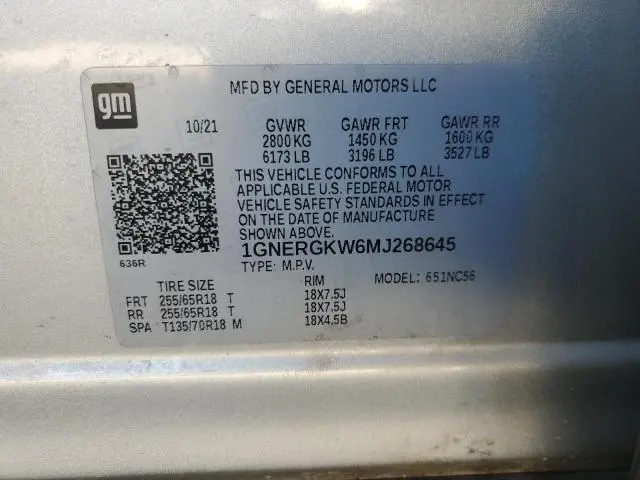 gm
MFD BY GENERAL MOTORS LLC
10/21 GVWR GAWR FRT GAWR RR
2800 KG 1450 KG 1600 KG
6173 LB 3196 LB 3527 LB
THIS VEHICLE CONFORMS TO ALL
APPLICABLE U.S. FEDERAL MOTOR
VEHICLE SAFETY STANDARDS IN EFFECT
ON THE DATE OF MANUFACTURE
SHOWN ABOVE.
636R
1GNERGKW6MJ268645
TYPE: M.P.V. MODEL: 651NC56
TIRE SIZE RIM
FRT 255/65R18 T 18X7.5J
RR 255/65R18 T 18X7.5J
SPA T135/70R18 M 18X4.5B